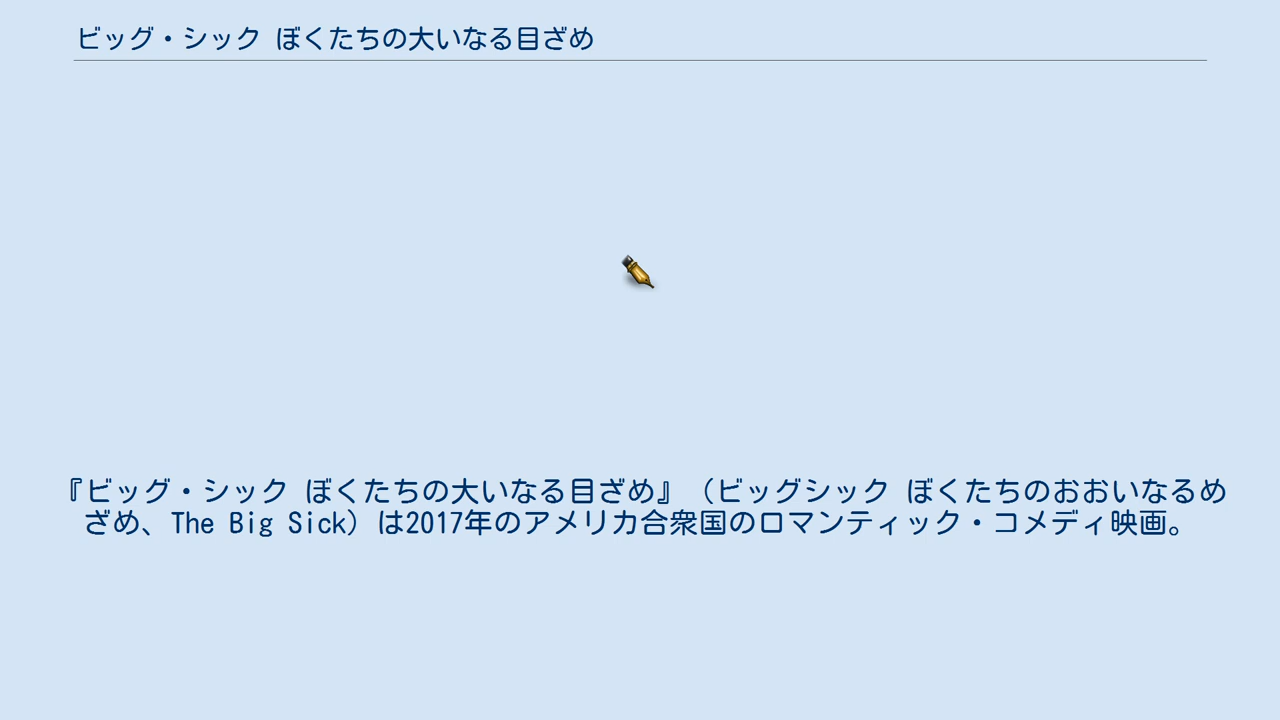 ビッグ・シック ぼくたちの大いなる目ざめ
『ビッグ・シック ぼくたちの大いなる目ざめ』（ビッグシック ぼくたちのおおいなるめ
ざめ、The Big Sick）は2017年のアメリカ合衆国のロマンティック・コメディ映画。